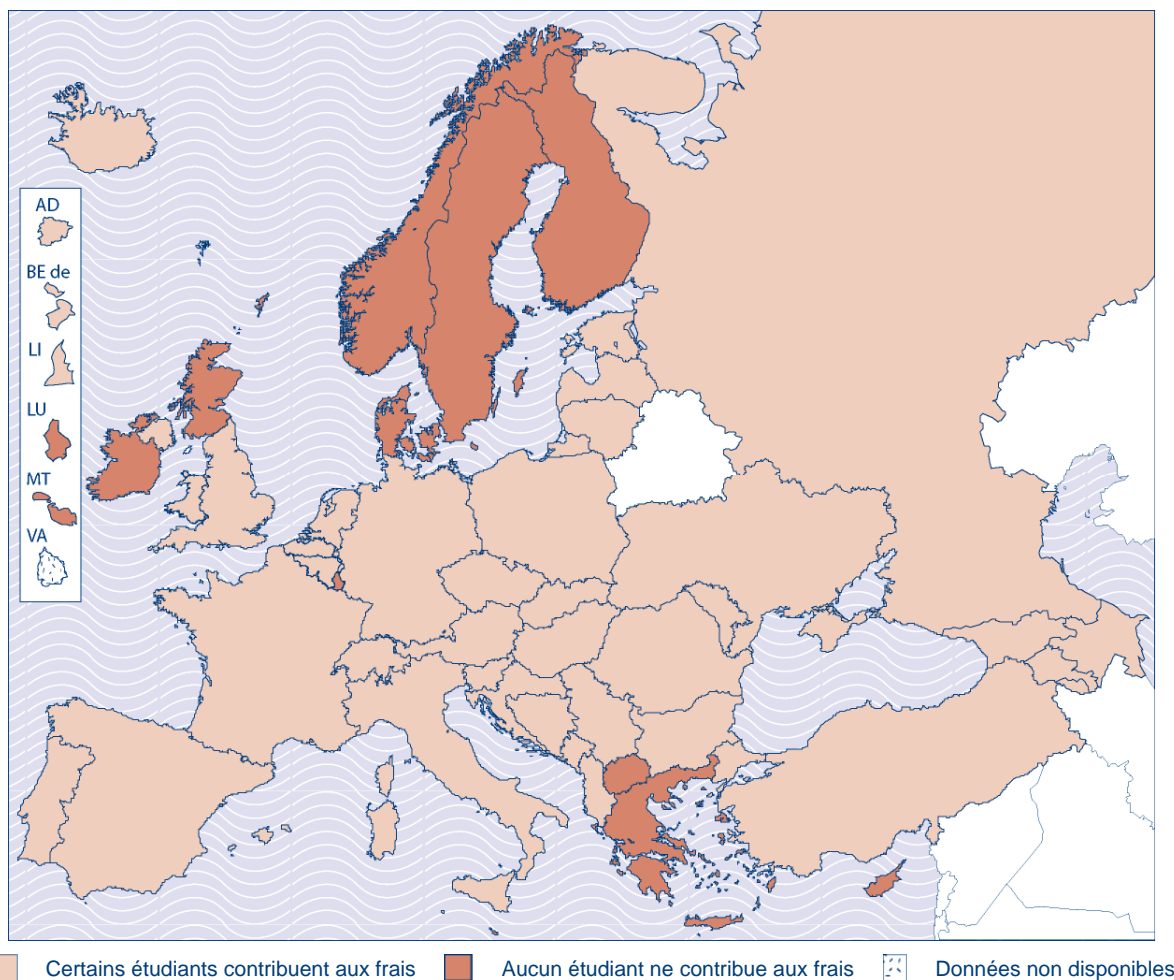 AD
BE de
LI
LU
MT
VA
Certains étudiants contribuent aux frais Aucun étudiant ne contribue aux frais Données non disponibles